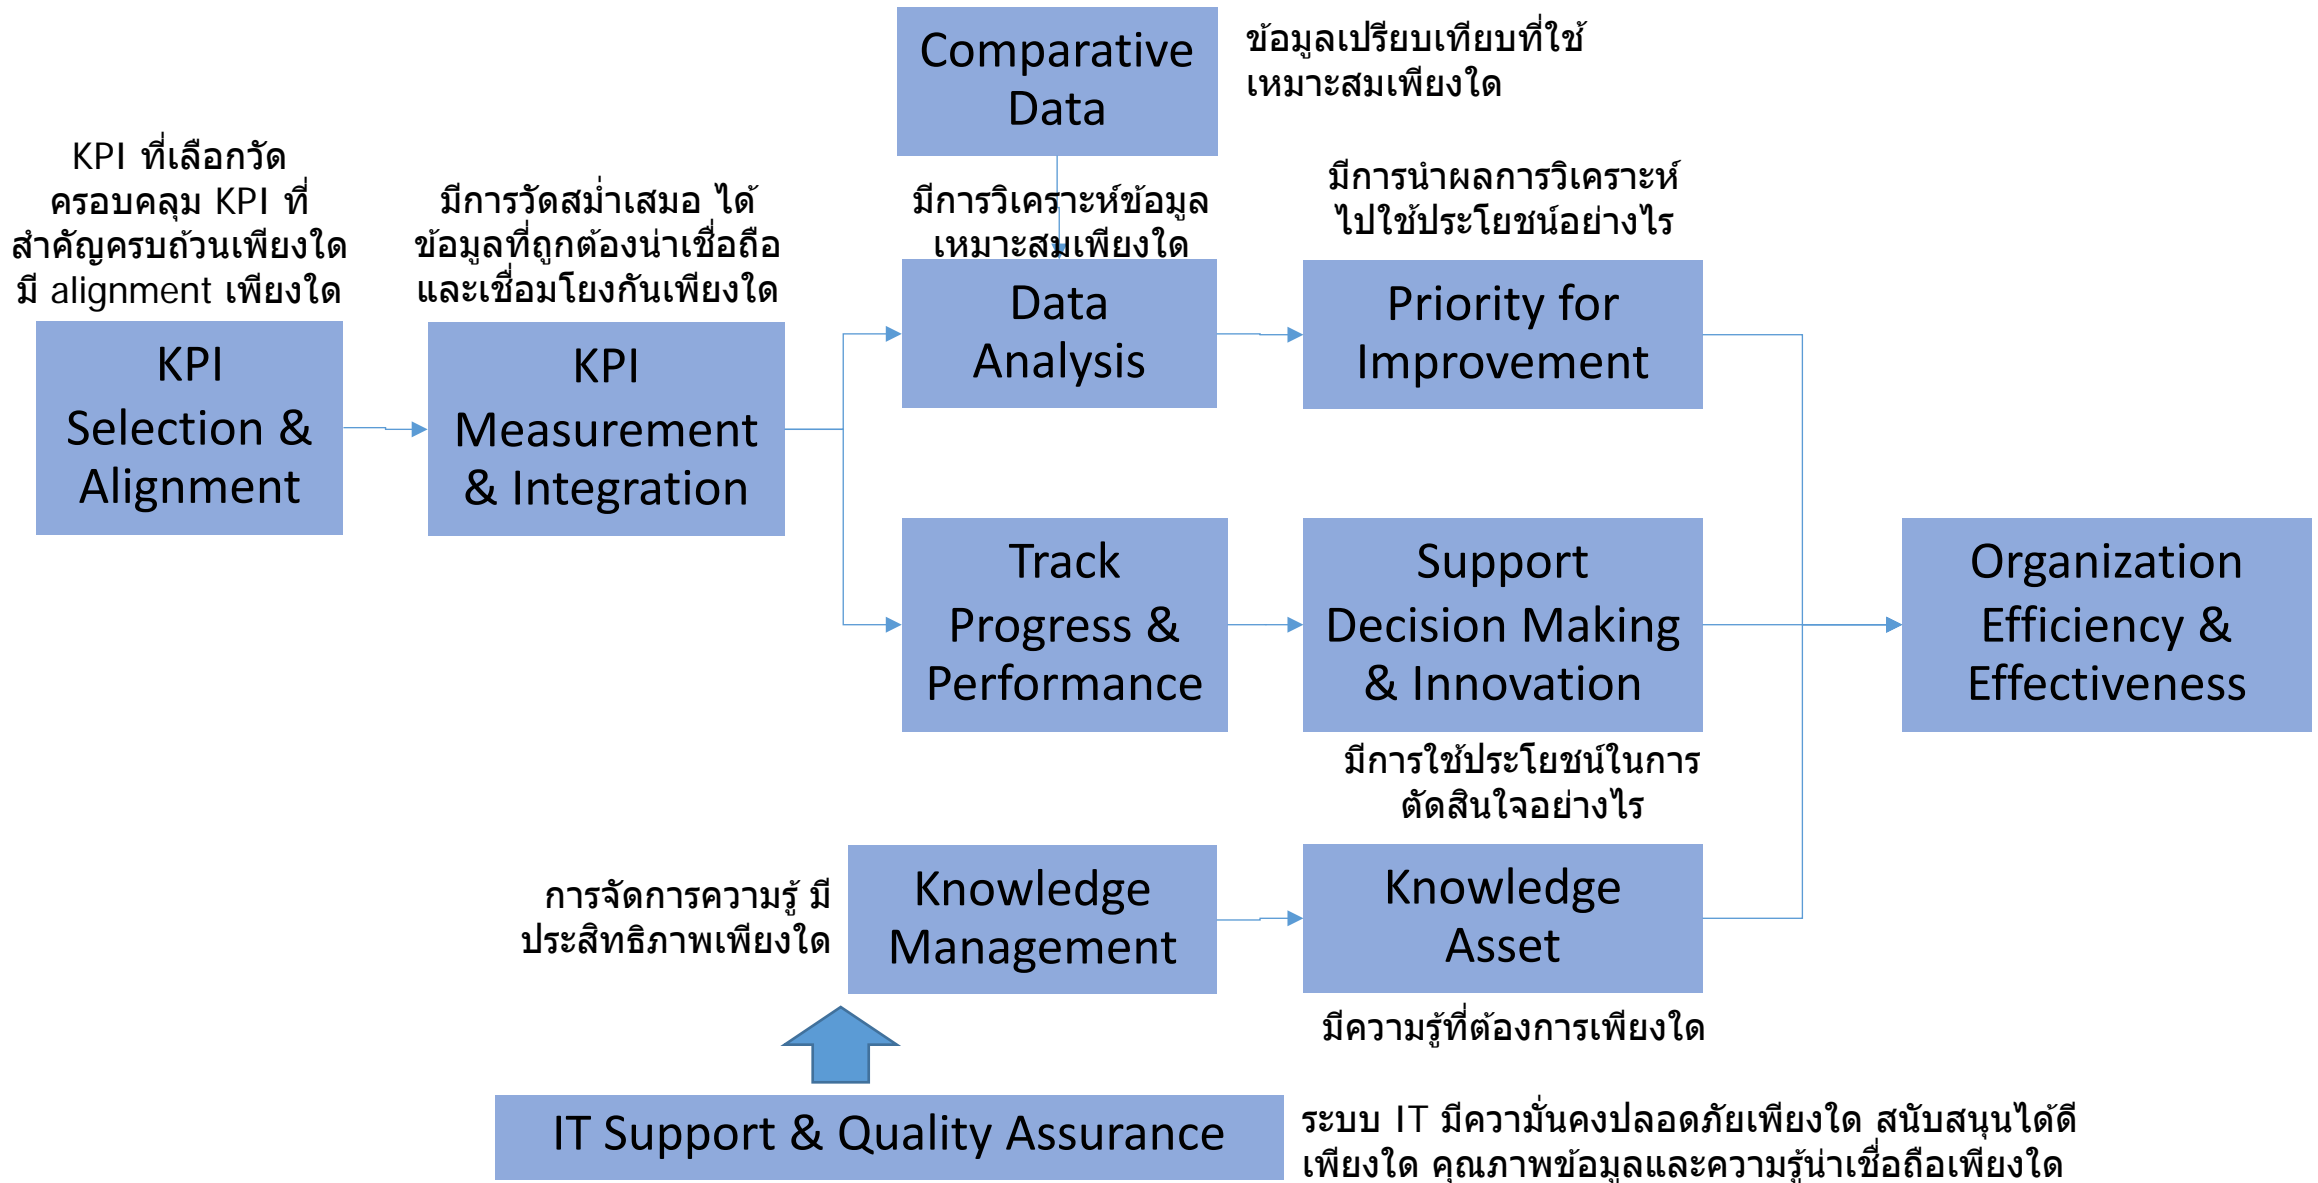 Comparative
Data
ข้อมูลเปรียบเทียบที่ใช้
เหมาะสมเพียงใด
KPI ที่เลือกวัด
ครอบคลุม KPI ที่
สำคัญครบถ้วนเพียงใด
มี alignment เพียงใด
มีการวัดสม่ำเสมอ ได้
ข้อมูลที่ถูกต้องน่าเชื่อถือ
และเชื่อมโยงกันเพียงใด
มีการวิเคราะห์ข้อมูล
เหมาะสมเพียงใด
มีการนำผลการวิเคราะห์
ไปใช้ประโยชน์อย่างไร
KPI
Selection &
Alignment
KPI
Measurement
& Integration
Data
Analysis
Priority for
Improvement
Track
Progress &
Performance
Support
Decision Making
& Innovation
Organization
Efficiency &
Effectiveness
มีการใช้ประโยชน์ในการ
ตัดสินใจอย่างไร
การจัดการความรู้ มี
ประสิทธิภาพเพียงใด
Knowledge
Management
Knowledge
Asset
มีความรู้ที่ต้องการเพียงใด
IT Support & Quality Assurance
ระบบ IT มีความั่นคงปลอดภัยเพียงใด สนับสนุนได้ดี
เพียงใด คุณภาพข้อมูลและความรู้น่าเชื่อถือเพียงใด